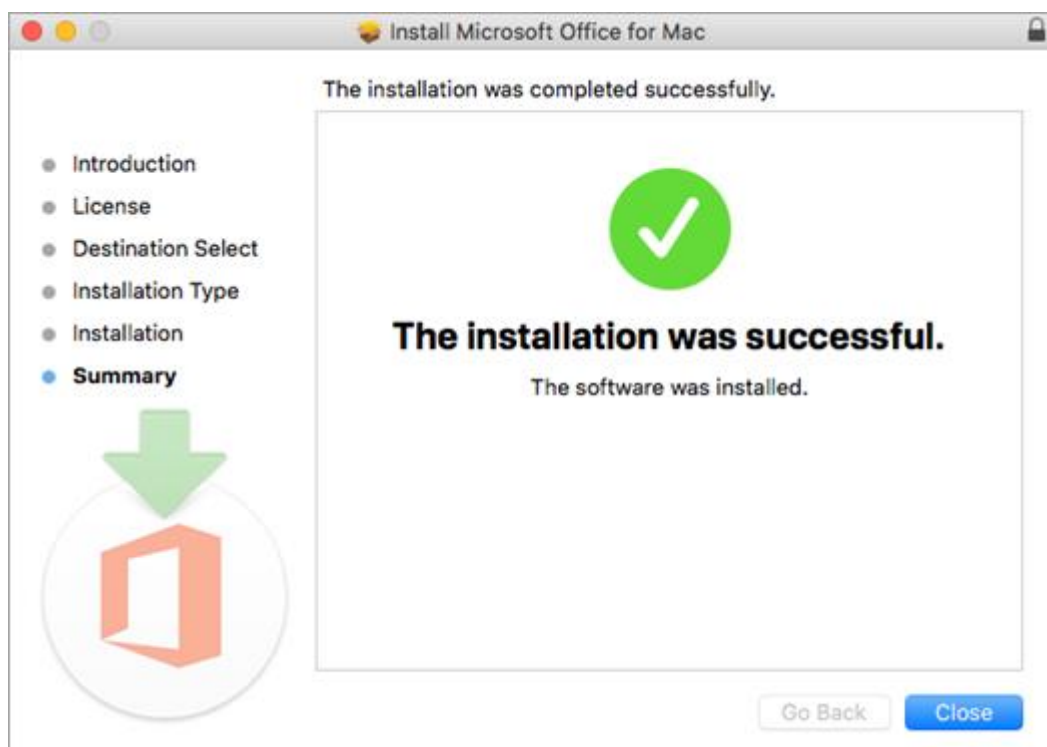 Install Microsoft Office for Mac
The installation was completed successfully.
Introduction
License
Destination Select
Installation Type
Installation
Summary
The installation was successful.
The software was installed.
Go Back
Close